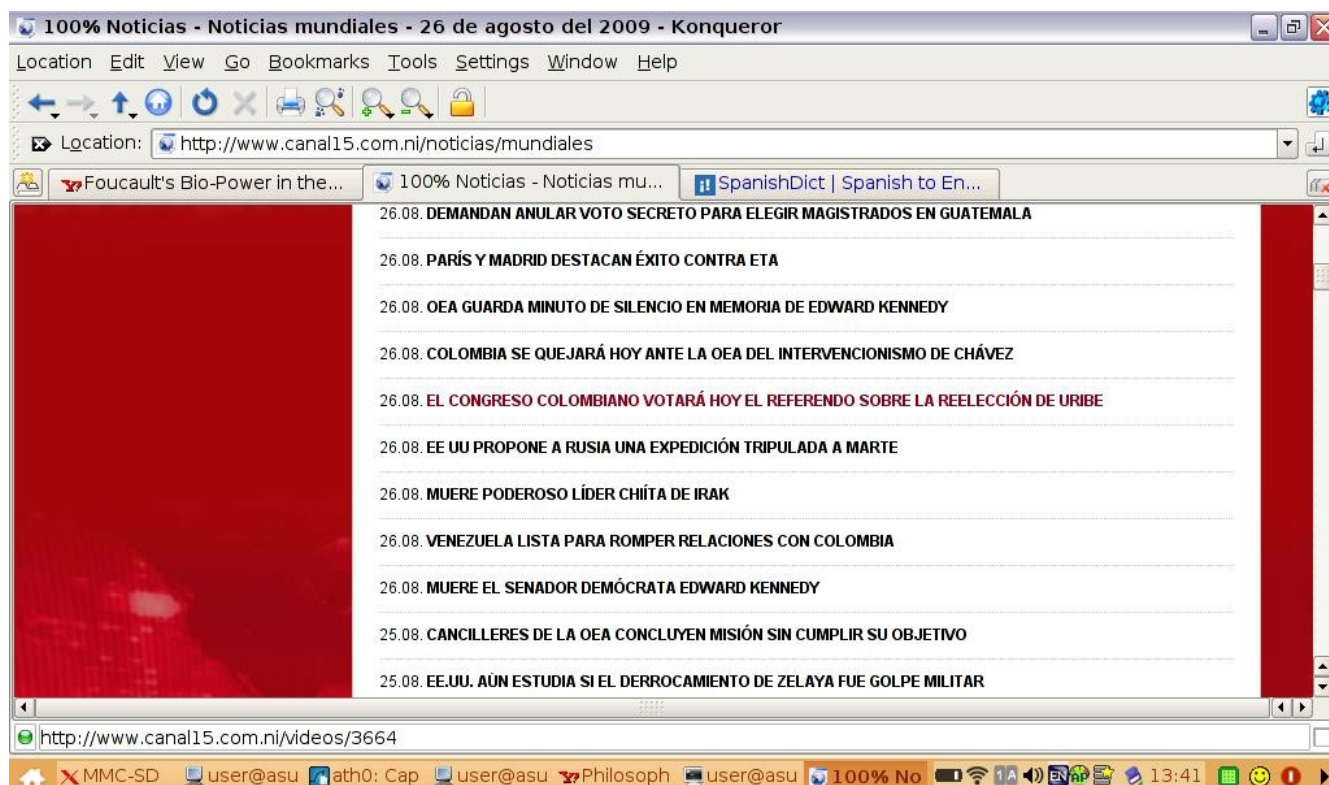 100% Noticias - Noticias mundiales - 26 de agosto del 2009 - Konqueror
Location Edit View Go Bookmarks Tools Settings Window Help
Location: http://www.canal15.com.ni/noticias/mundiales
Foucault's Bio-Power in the... 100% Noticias - Noticias mu... SpanishDict | Spanish to En...
26.08. DEMANDAN ANULAR VOTO SECRETO PARA ELEGIR MAGISTRADOS EN GUATEMALA
26.08. PARÍS Y MADRID DESTACAN ÉXITO CONTRA ETA
26.08. OEA GUARDA MINUTO DE SILENCIO EN MEMORIA DE EDWARD KENNEDY
26.08. COLOMBIA SE QUEJARÁ HOY ANTE LA OEA DEL INTERVENCIONISMO DE CHÁVEZ
26.08. EL CONGRESO COLOMBIANO VOTARÁ HOY EL REFERENDO SOBRE LA REELECCIÓN DE URIBE
26.08. EE UU PROPONE A RUSIA UNA EXPEDICIÓN TRIPULADA A MARTE
26.08. MUERE PODEROSO LÍDER CHIÍTA DE IRAK
26.08. VENEZUELA LISTA PARA ROMPER RELACIONES CON COLOMBIA
26.08. MUERE EL SENADOR DEMÓCRATA EDWARD KENNEDY
25.08. CANCILLERES DE LA OEA CONCLUYEN MISIÓN SIN CUMPLIR SU OBJETIVO
25.08. EE.UU. AÙN ESTUDIA SI EL DERROCAMIENTO DE ZELAYA FUE GOLPE MILITAR
http://www.canal15.com.ni/videos/3664
MMC-SD user@asu ath0: Cap user@asu Philosoph user@asu 100% No 1A EN AP 13:41